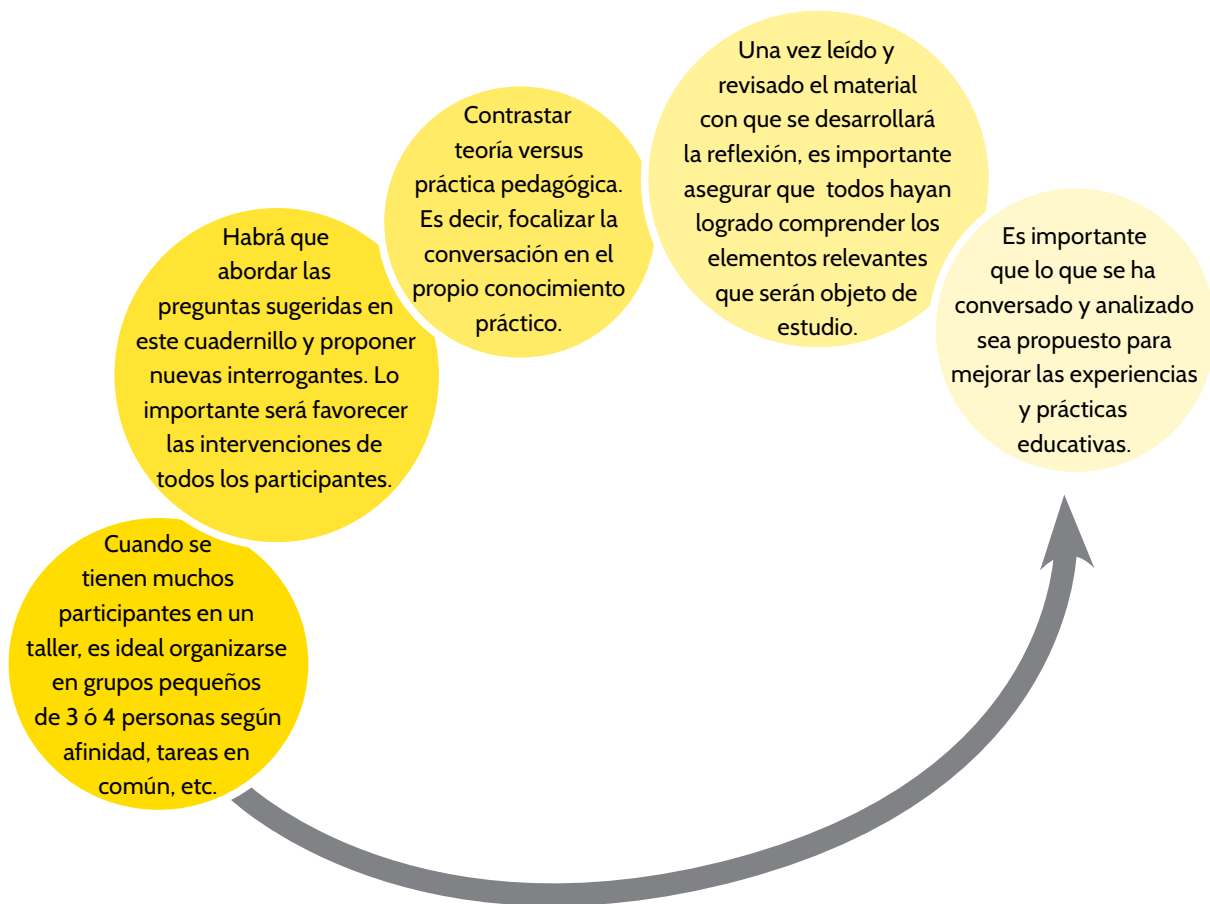 Cuando se
tienen muchos
participantes en un
taller, es ideal organizarse
en grupos pequeños
de 3 ó 4 personas según
afinidad, tareas en
común, etc.
Habrá que
abordar las
preguntas sugeridas en
este cuadernillo y proponer
nuevas interrogantes. Lo
importante será favorecer
las intervenciones de
todos los participantes.
Contrastar
teoría versus
práctica pedagógica.
Es decir, focalizar la
conversación en el
propio conocimiento
práctico.
Una vez leído y
revisado el material
con que se desarrollará
la reflexión, es importante
asegurar que todos hayan
logrado comprender los
elementos relevantes
que serán objeto de
estudio.
Es importante
que lo que se ha
conversado y analizado
sea propuesto para
mejorar las experiencias
y prácticas
educativas.